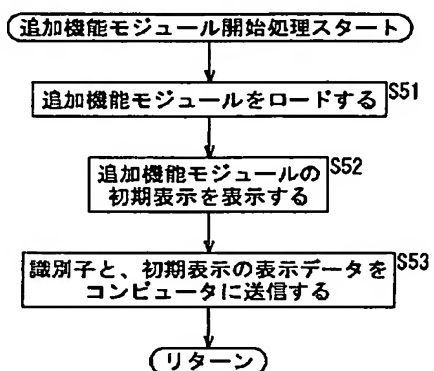 追加機能モジュール開始処理スタート
追加機能モジュールをロードする
S51
追加機能モジュールの
初期表示を表示する
S52
識別子と、初期表示の表示データを
コンピュータに送信する
S53
リターン